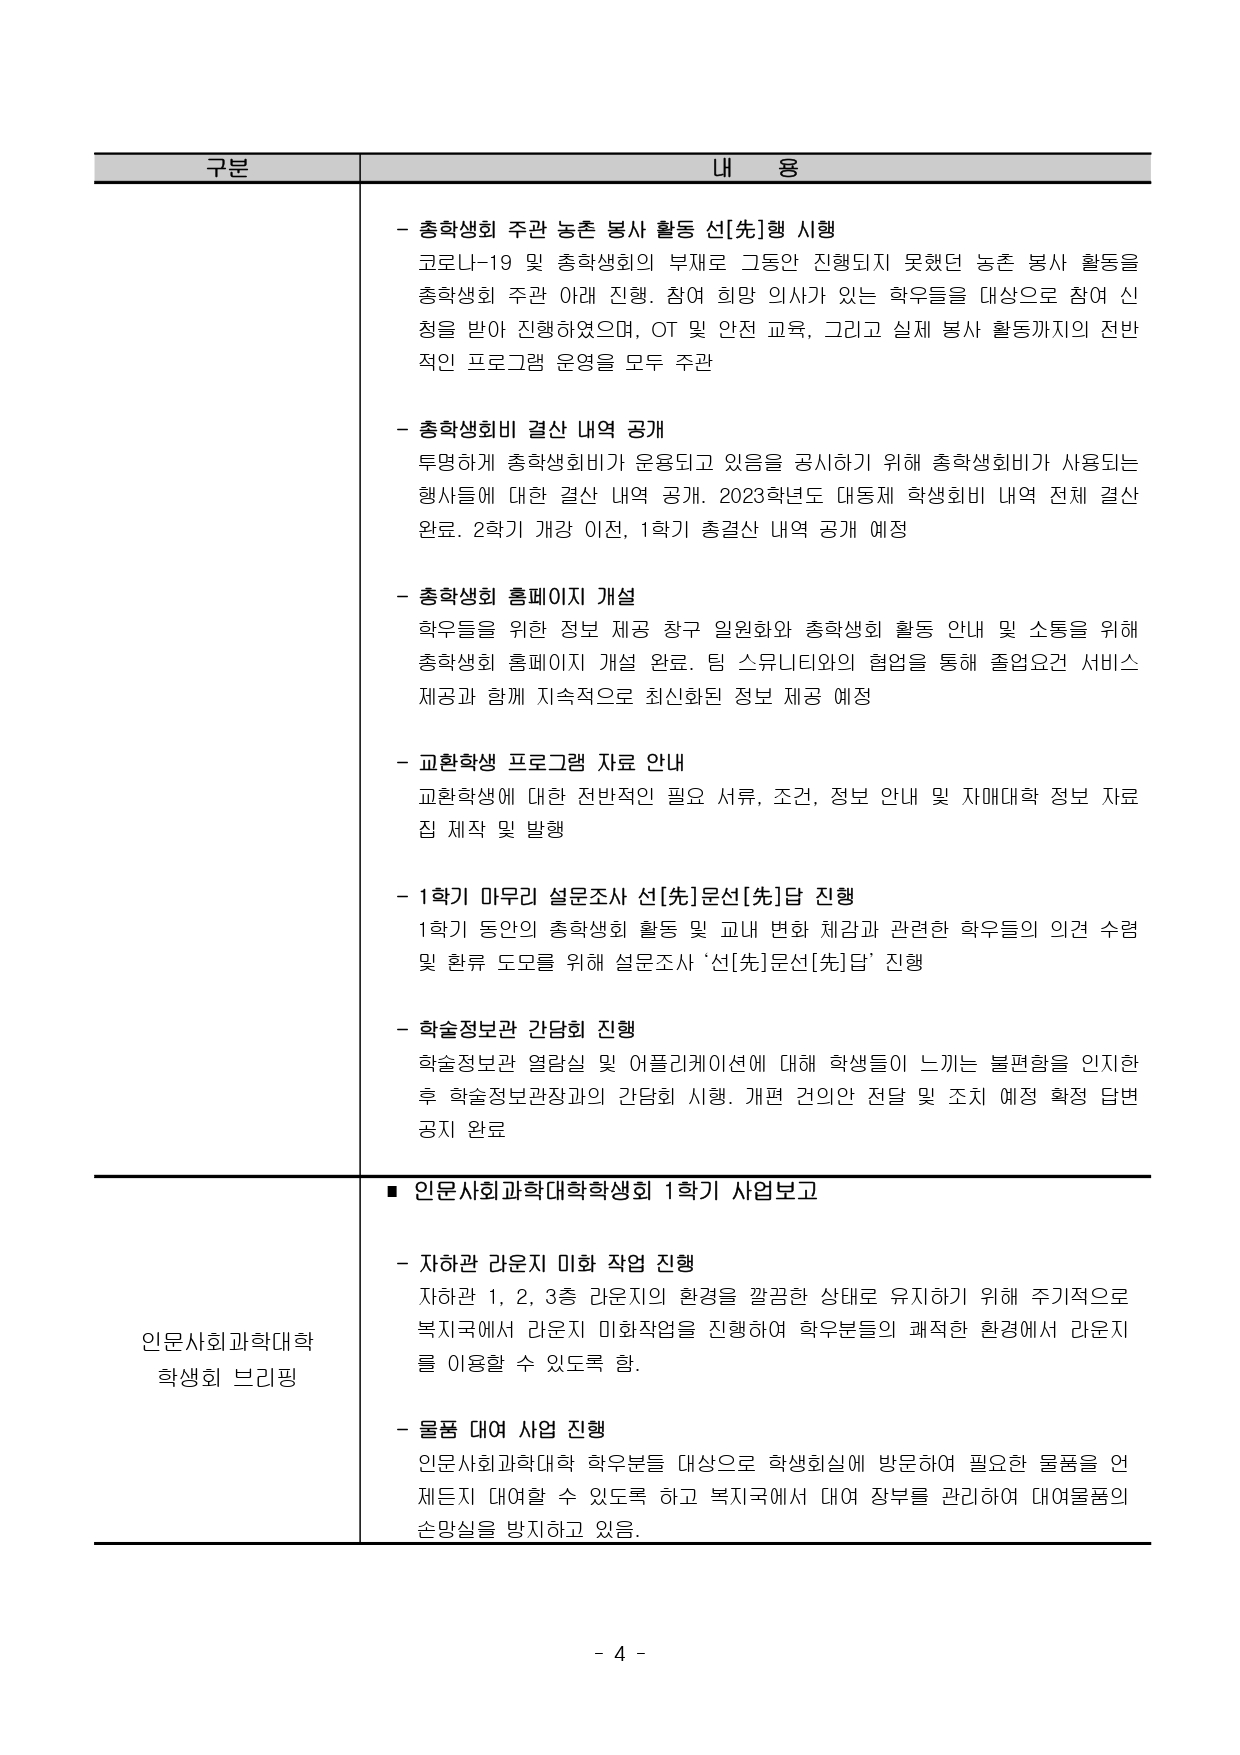 구분 내 용
- 총학생회 주관 농촌 봉사 활동 선[先]행 시행
코로나-19 및 총학생회의 부재로 그동안 진행되지 못했던 농촌 봉사 활동을
총학생회 주관 아래 진행. 참여 희망 의사가 있는 학우들을 대상으로 참여 신
청을 받아 진행하였으며, OT 및 안전 교육, 그리고 실제 봉사 활동까지의 전반
적인 프로그램 운영을 모두 주관
- 총학생회비 결산 내역 공개
투명하게 총학생회비가 운용되고 있음을 공시하기 위해 총학생회비가 사용되는
행사들에 대한 결산 내역 공개. 2023학년도 대동제 학생회비 내역 전체 결산
완료. 2학기 개강 이전, 1학기 총결산 내역 공개 예정
- 총학생회 홈페이지 개설
학우들을 위한 정보 제공 창구 일원화와 총학생회 활동 안내 및 소통을 위해
총학생회 홈페이지 개설 완료. 팀 스뮤니티와의 협업을 통해 졸업요건 서비스
제공과 함께 지속적으로 최신화된 정보 제공 예정
- 교환학생 프로그램 자료 안내
교환학생에 대한 전반적인 필요 서류, 조건, 정보 안내 및 자매대학 정보 자료
집 제작 및 발행
- 1학기 마무리 설문조사 선[先]문선[先]답 진행
1학기 동안의 총학생회 활동 및 교내 변화 체감과 관련한 학우들의 의견 수렴
및 환류 도모를 위해 설문조사 ‘선[先]문선[先]답’ 진행
- 학술정보관 간담회 진행
학술정보관 열람실 및 어플리케이션에 대해 학생들이 느끼는 불편함을 인지한
후 학술정보관장과의 간담회 시행. 개편 건의안 전달 및 조치 예정 확정 답변
공지 완료
인문사회과학대학
학생회 브리핑
■ 인문사회과학대학학생회 1학기 사업보고
- 자하관 라운지 미화 작업 진행
자하관 1, 2, 3층 라운지의 환경을 깔끔한 상태로 유지하기 위해 주기적으로
복지국에서 라운지 미화작업을 진행하여 학우분들의 쾌적한 환경에서 라운지
를 이용할 수 있도록 함.
- 물품 대여 사업 진행
인문사회과학대학 학우분들 대상으로 학생회실에 방문하여 필요한 물품을 언
제든지 대여할 수 있도록 하고 복지국에서 대여 장부를 관리하여 대여물품의
손망실을 방지하고 있음.
- 4 -